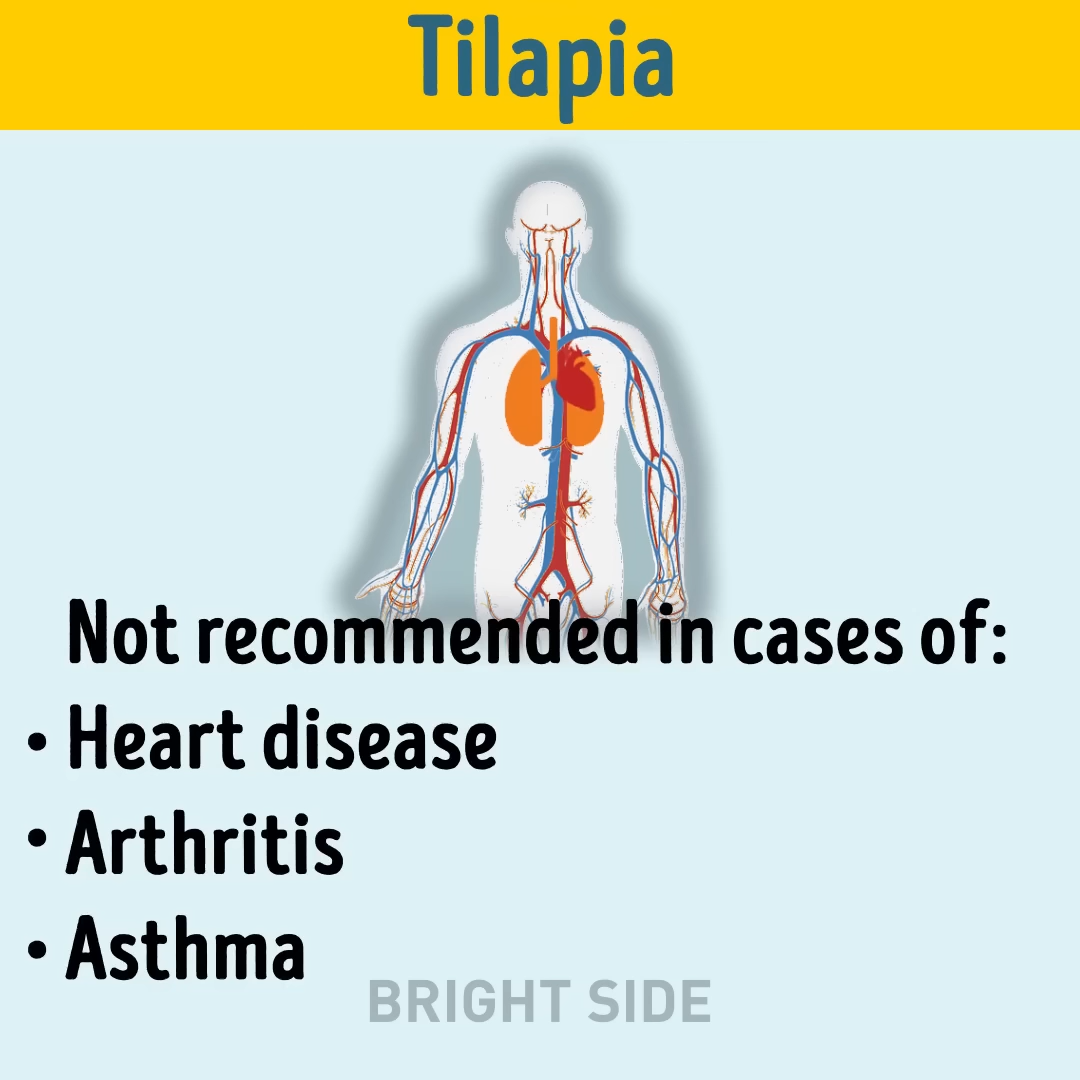 Tilapia
Not recommended in cases of:
• Heart disease
• Arthritis
• Asthma
BRIGHT SIDE